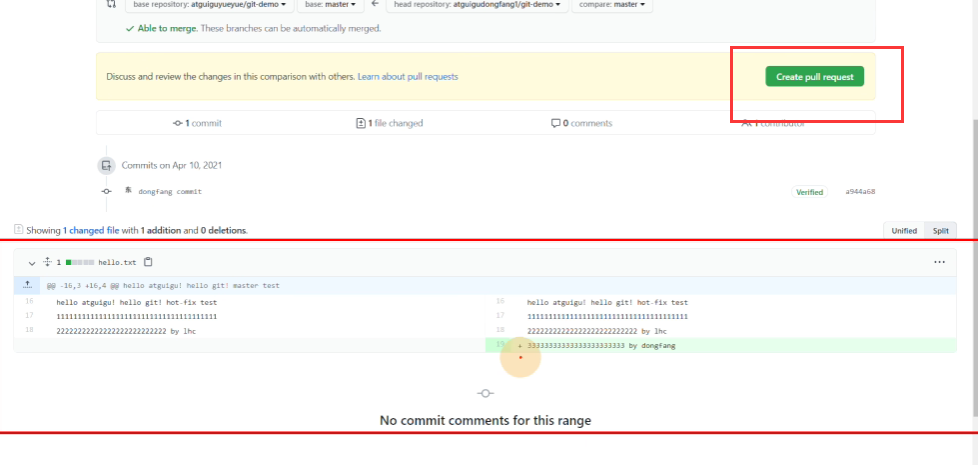 base repository: atguiguyueyue/git-demo base: master head repository: atguigudongfang1/git-demo compare: master
Able to merge. These branches can be automatically merged.
Discuss and review the changes in this comparison with others. Learn about pull requests
Create pull request
1 commit 1 file changed 0 comments 1 contributor
Commits on Apr 10, 2021
东 dongfang commit Verified a944a68
Showing 1 changed file with 1 addition and 0 deletions. Unified Split
1 hello.txt
@@ -16,3 +16,4 @@ hello atguigu! hello git! master test
16 hello atguigu! hello git! hot-fix test 16 hello atguigu! hello git! hot-fix test
17 17
18 by lhc 18 by lhc
19 + by dongfang
No commit comments for this range